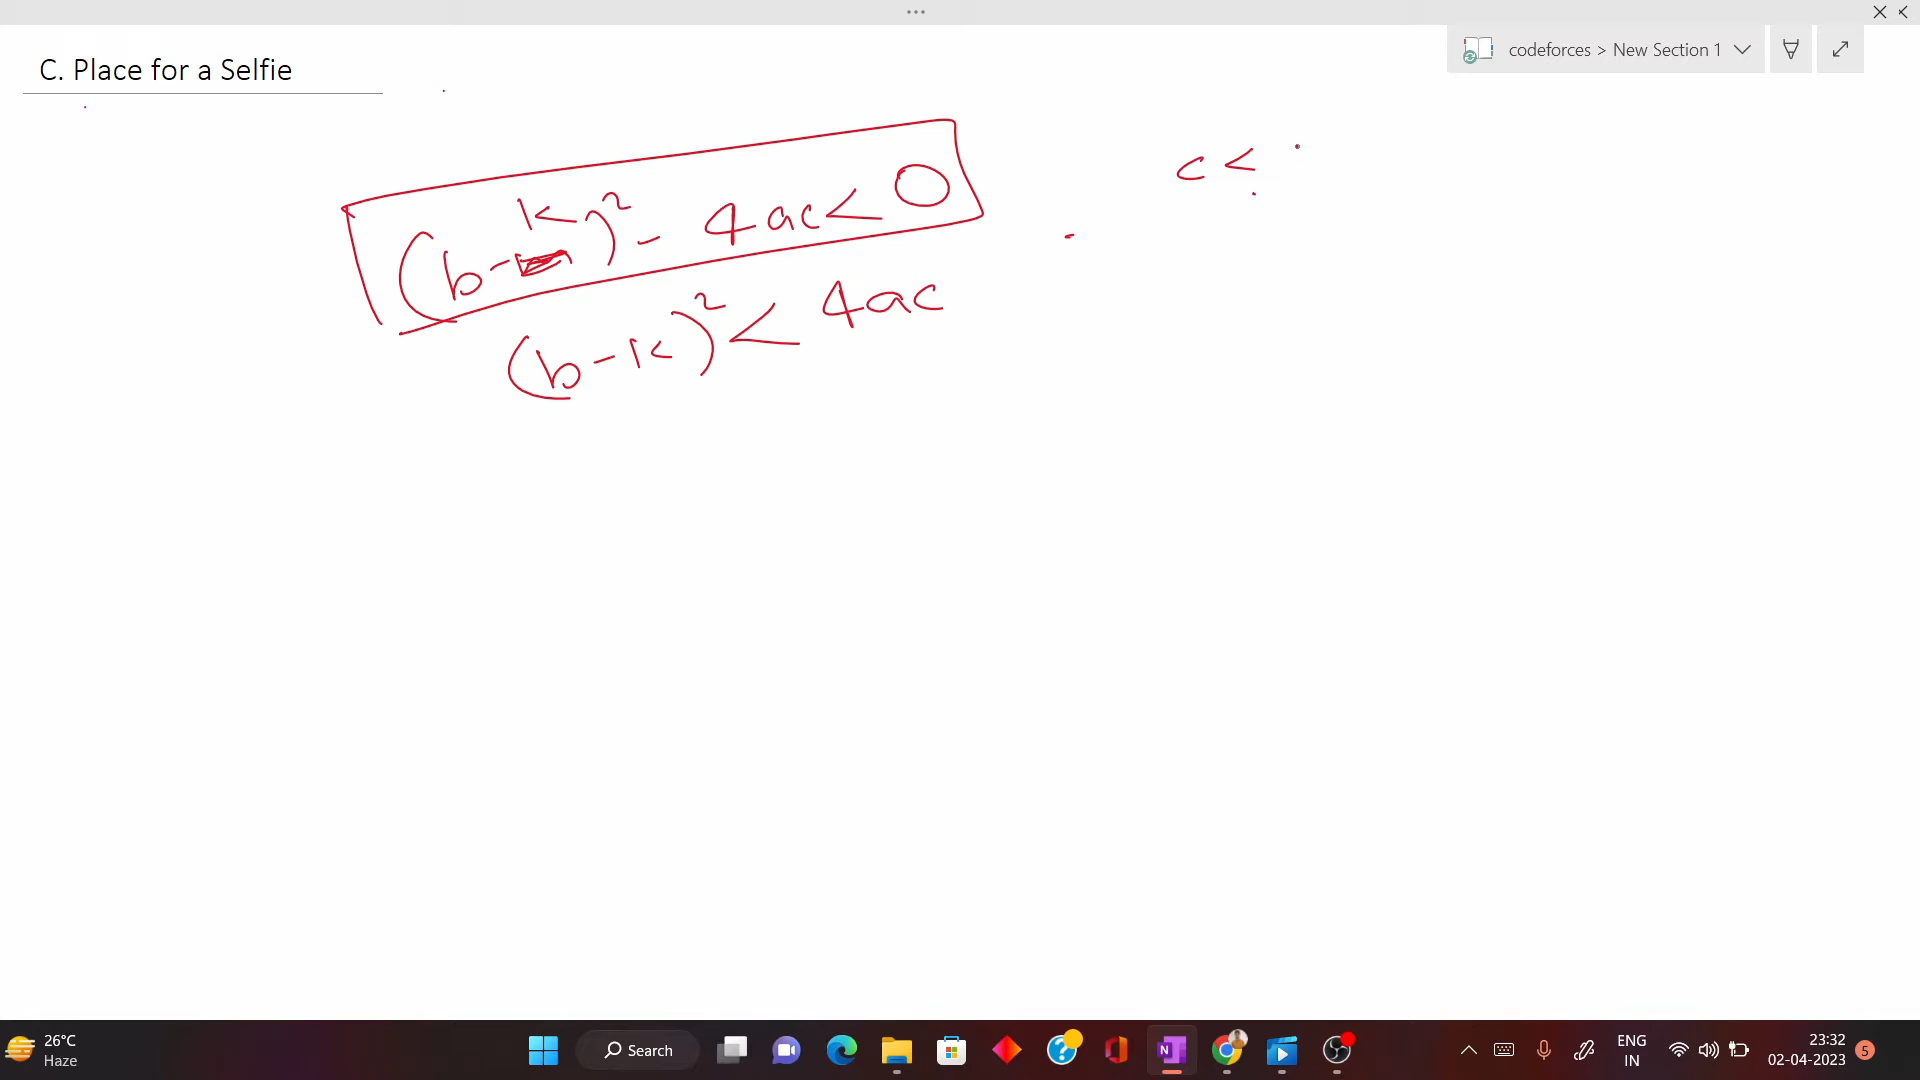 codeforces > New Section 1
C. Place for a Selfie
c <
(b - k)² - 4ac < 0
(b - k)² < 4ac
26°C
Haze
Search
ENG
IN
23:32
02-04-2023
5